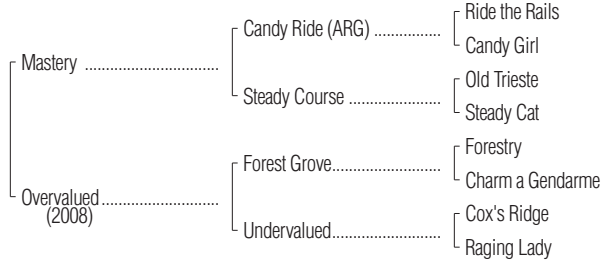 Ride the Rails
Candy Ride (ARG) ................
Candy Girl
Mastery ................................
Old Trieste
Steady Course ......................
Steady Cat
Forestry
Forest Grove..........................
Charm a Gendarme
Overvalued............................
(2008)
Cox's Ridge
Undervalued..........................
Raging Lady